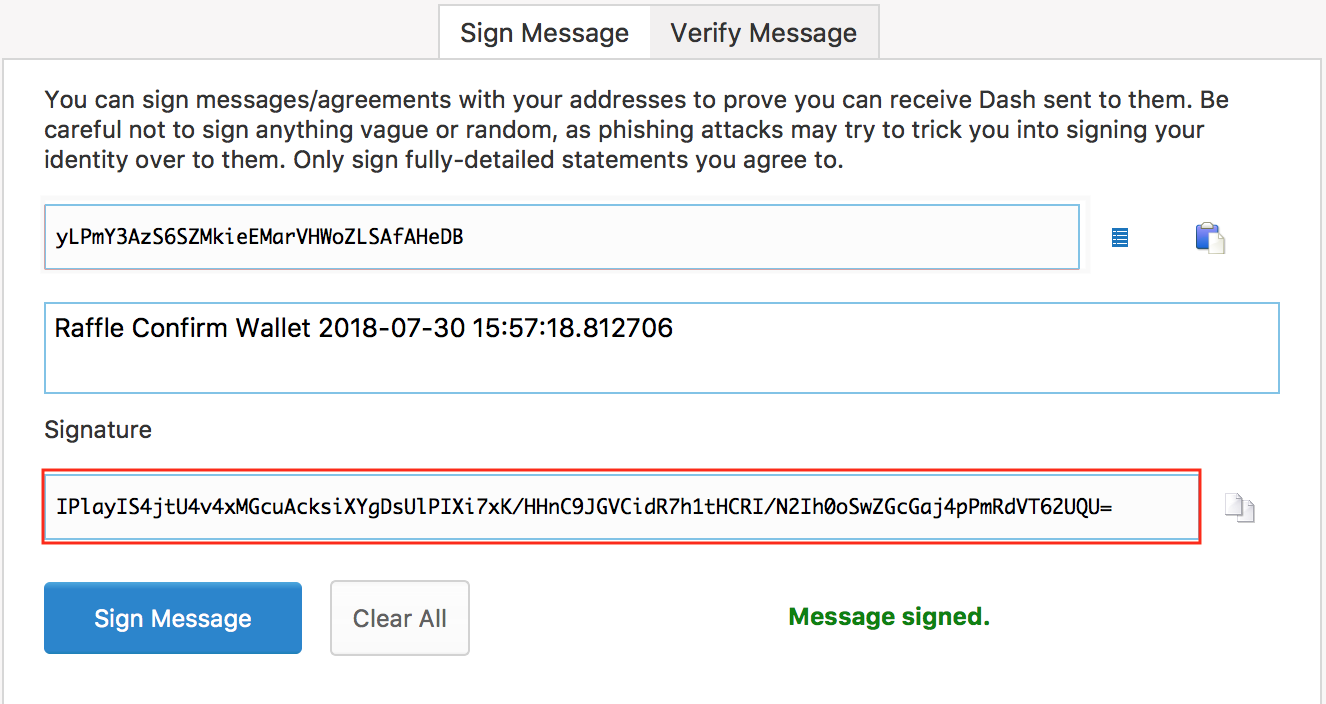 Sign Message
Verify Message
You can sign messages/agreements with your addresses to prove you can receive Dash sent to them. Be
careful not to sign anything vague or random, as phishing attacks may try to trick you into signing your
identity over to them. Only sign fully-detailed statements you agree to.
yLPmY3AzS6SZMkieEMarVHWoZLSAfAHeDB
Raffle Confirm Wallet 2018-07-30 15:57:18.812706
Signature
IPlayIS4jtU4v4xMGcuAcksiXYgDsUlPIXi7xK/HHnC9JGVCidR7h1tHCRI/N2Ih0oSwZGcGaj4pPmRdVT62UQU=
Sign Message
Clear All
Message signed.